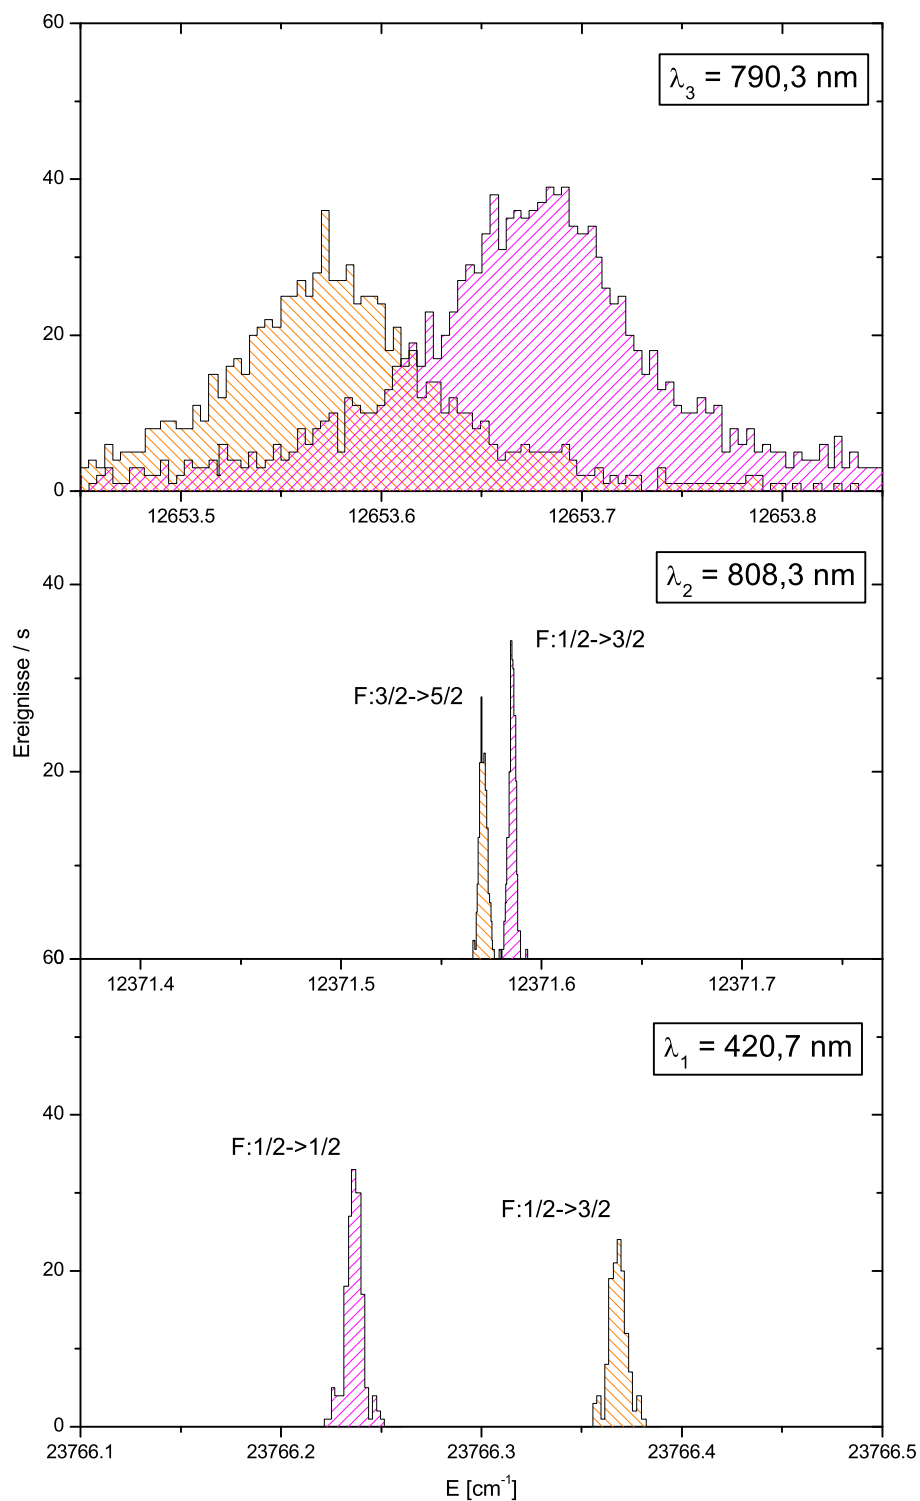 60
λ₃ = 790,3 nm
40
20
0
12653.5 12653.6 12653.7 12653.8
λ₂ = 808,3 nm
40
F:1/2->3/2
F:3/2->5/2
Ereignisse / s
20
60
12371.4 12371.5 12371.6 12371.7
λ₁ = 420,7 nm
40
F:1/2->1/2
F:1/2->3/2
20
0
23766.1 23766.2 23766.3 23766.4 23766.5
E [cm⁻¹]